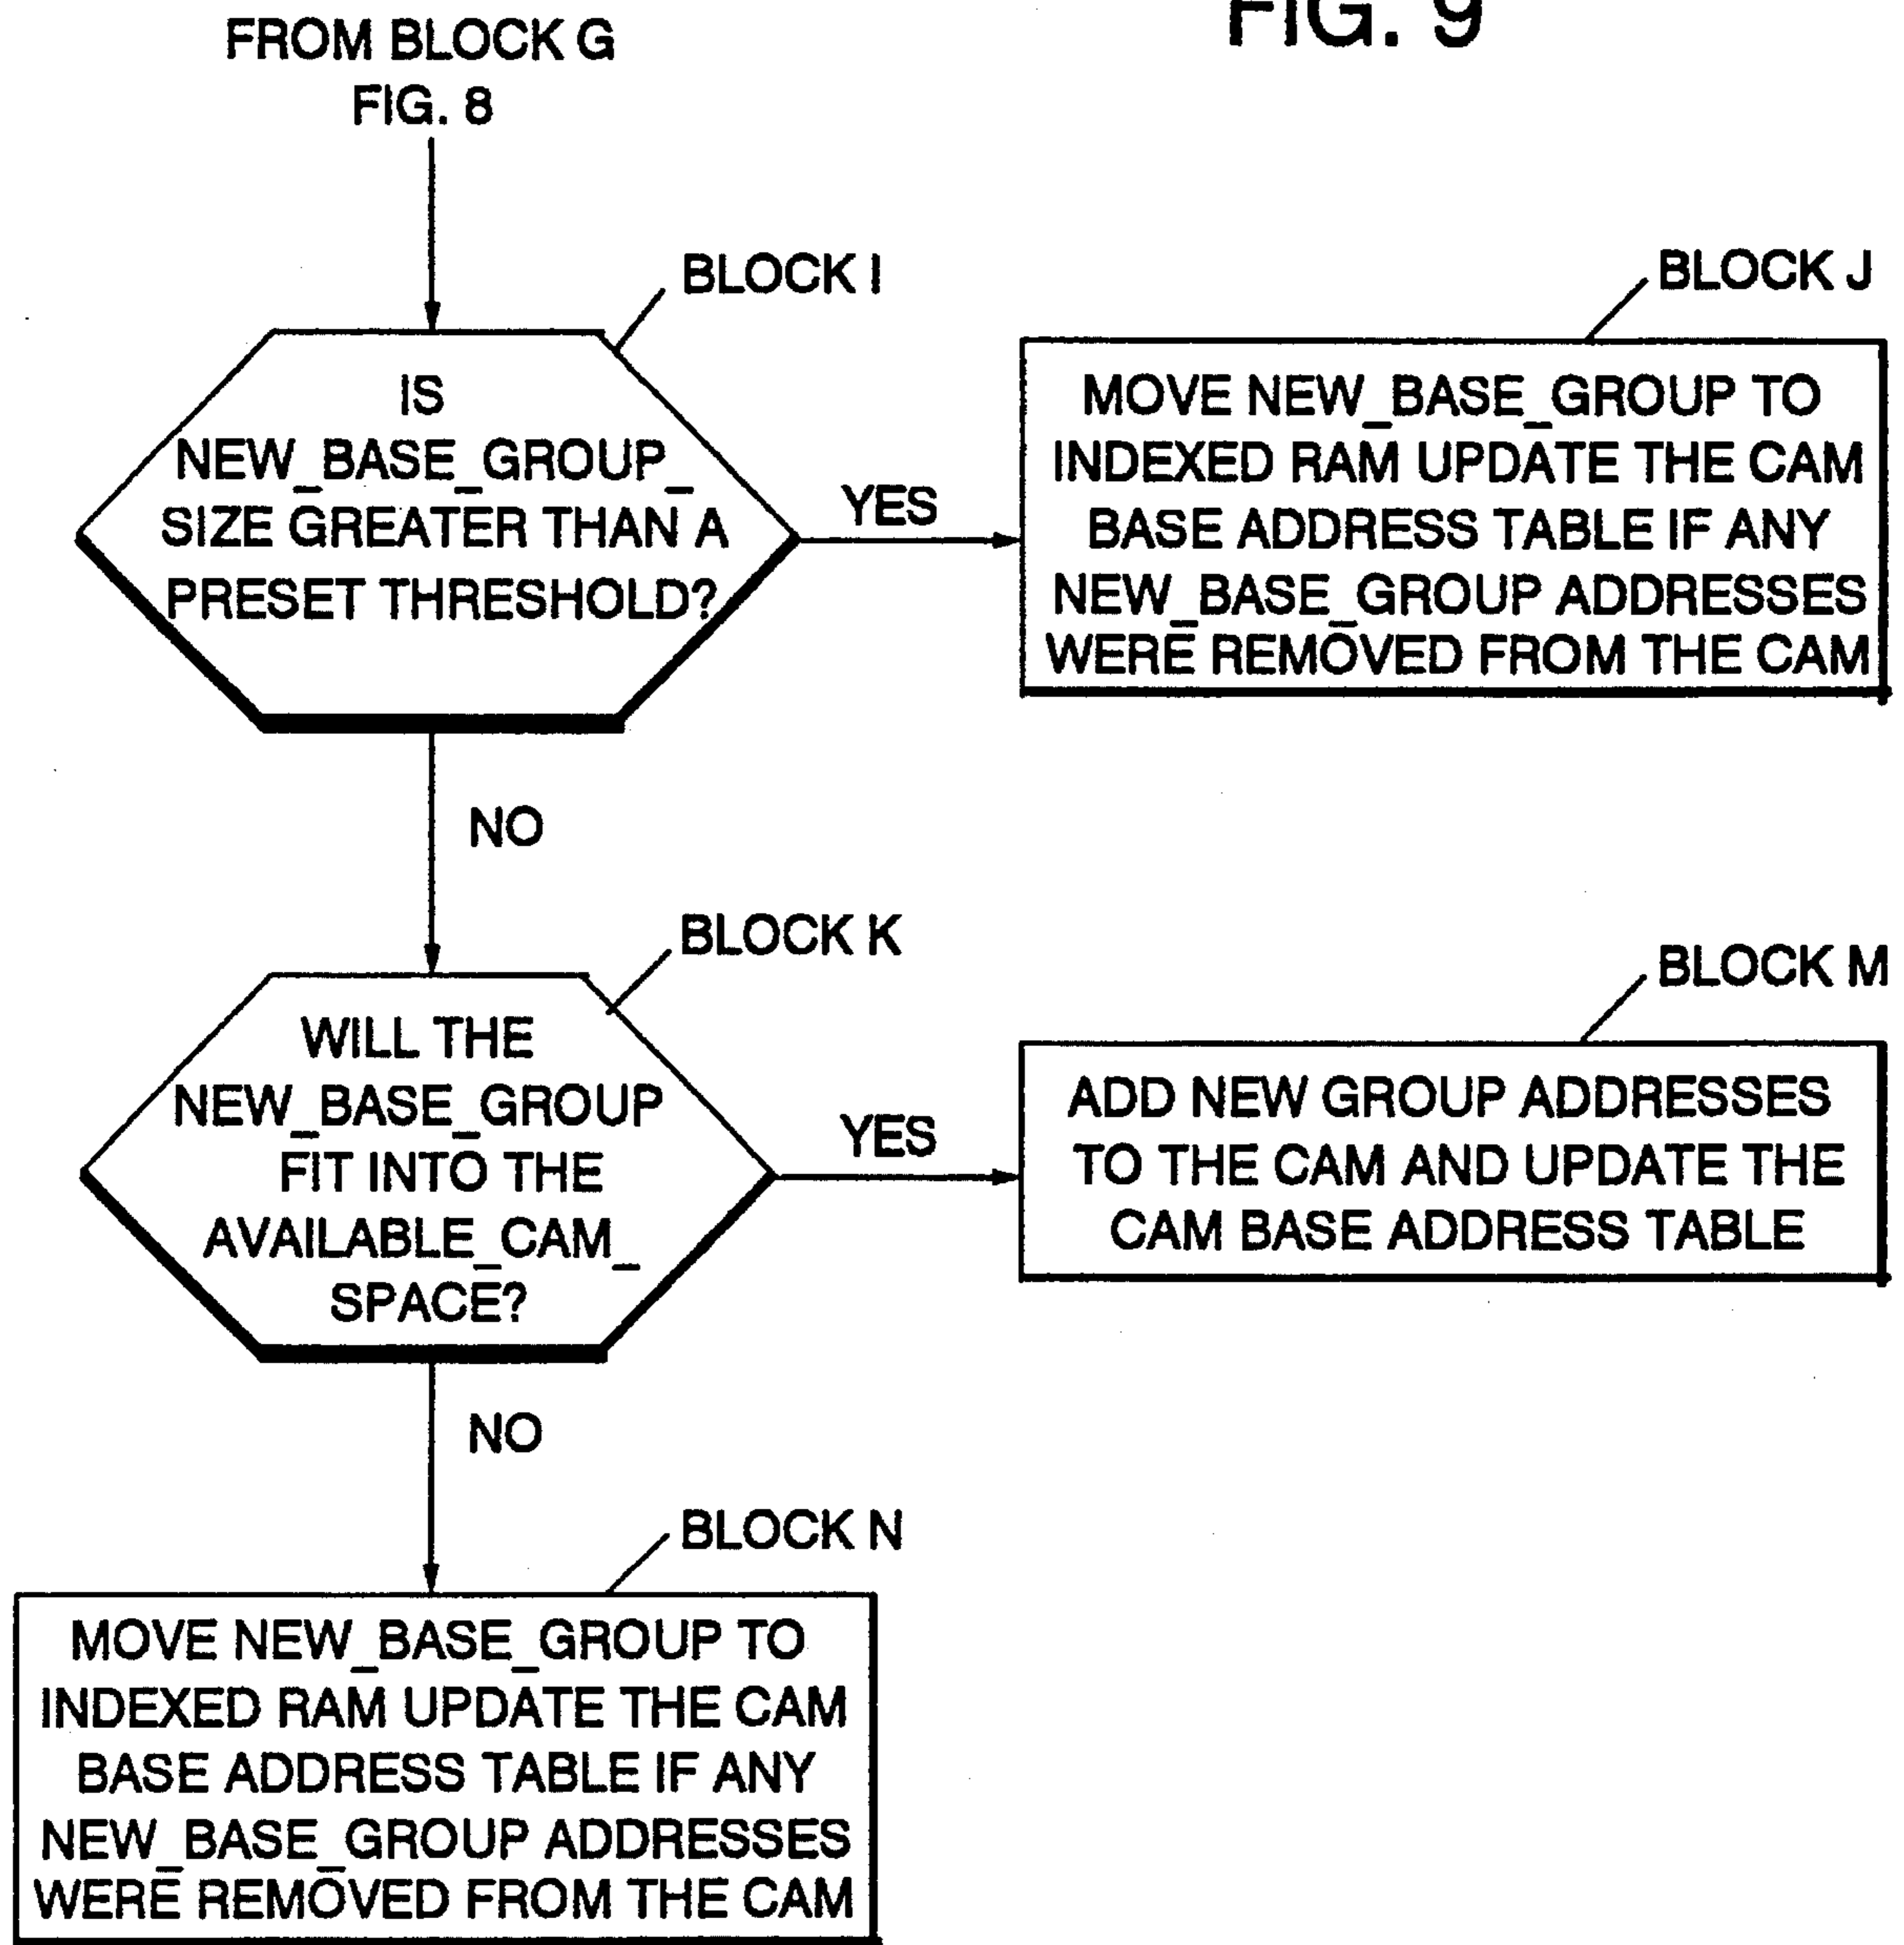 FIG. 9
FROM BLOCK G
FIG. 8
BLOCK I
IS
NEW_BASE_GROUP_
SIZE GREATER THAN A
PRESET THRESHOLD?
YES
BLOCK J
MOVE NEW_BASE_GROUP TO
INDEXED RAM UPDATE THE CAM
BASE ADDRESS TABLE IF ANY
NEW_BASE_GROUP ADDRESSES
WERE REMOVED FROM THE CAM
NO
BLOCK K
WILL THE
NEW_BASE_GROUP
FIT INTO THE
AVAILABLE_CAM_
SPACE?
YES
BLOCK M
ADD NEW GROUP ADDRESSES
TO THE CAM AND UPDATE THE
CAM BASE ADDRESS TABLE
NO
BLOCK N
MOVE NEW_BASE_GROUP TO
INDEXED RAM UPDATE THE CAM
BASE ADDRESS TABLE IF ANY
NEW_BASE_GROUP ADDRESSES
WERE REMOVED FROM THE CAM